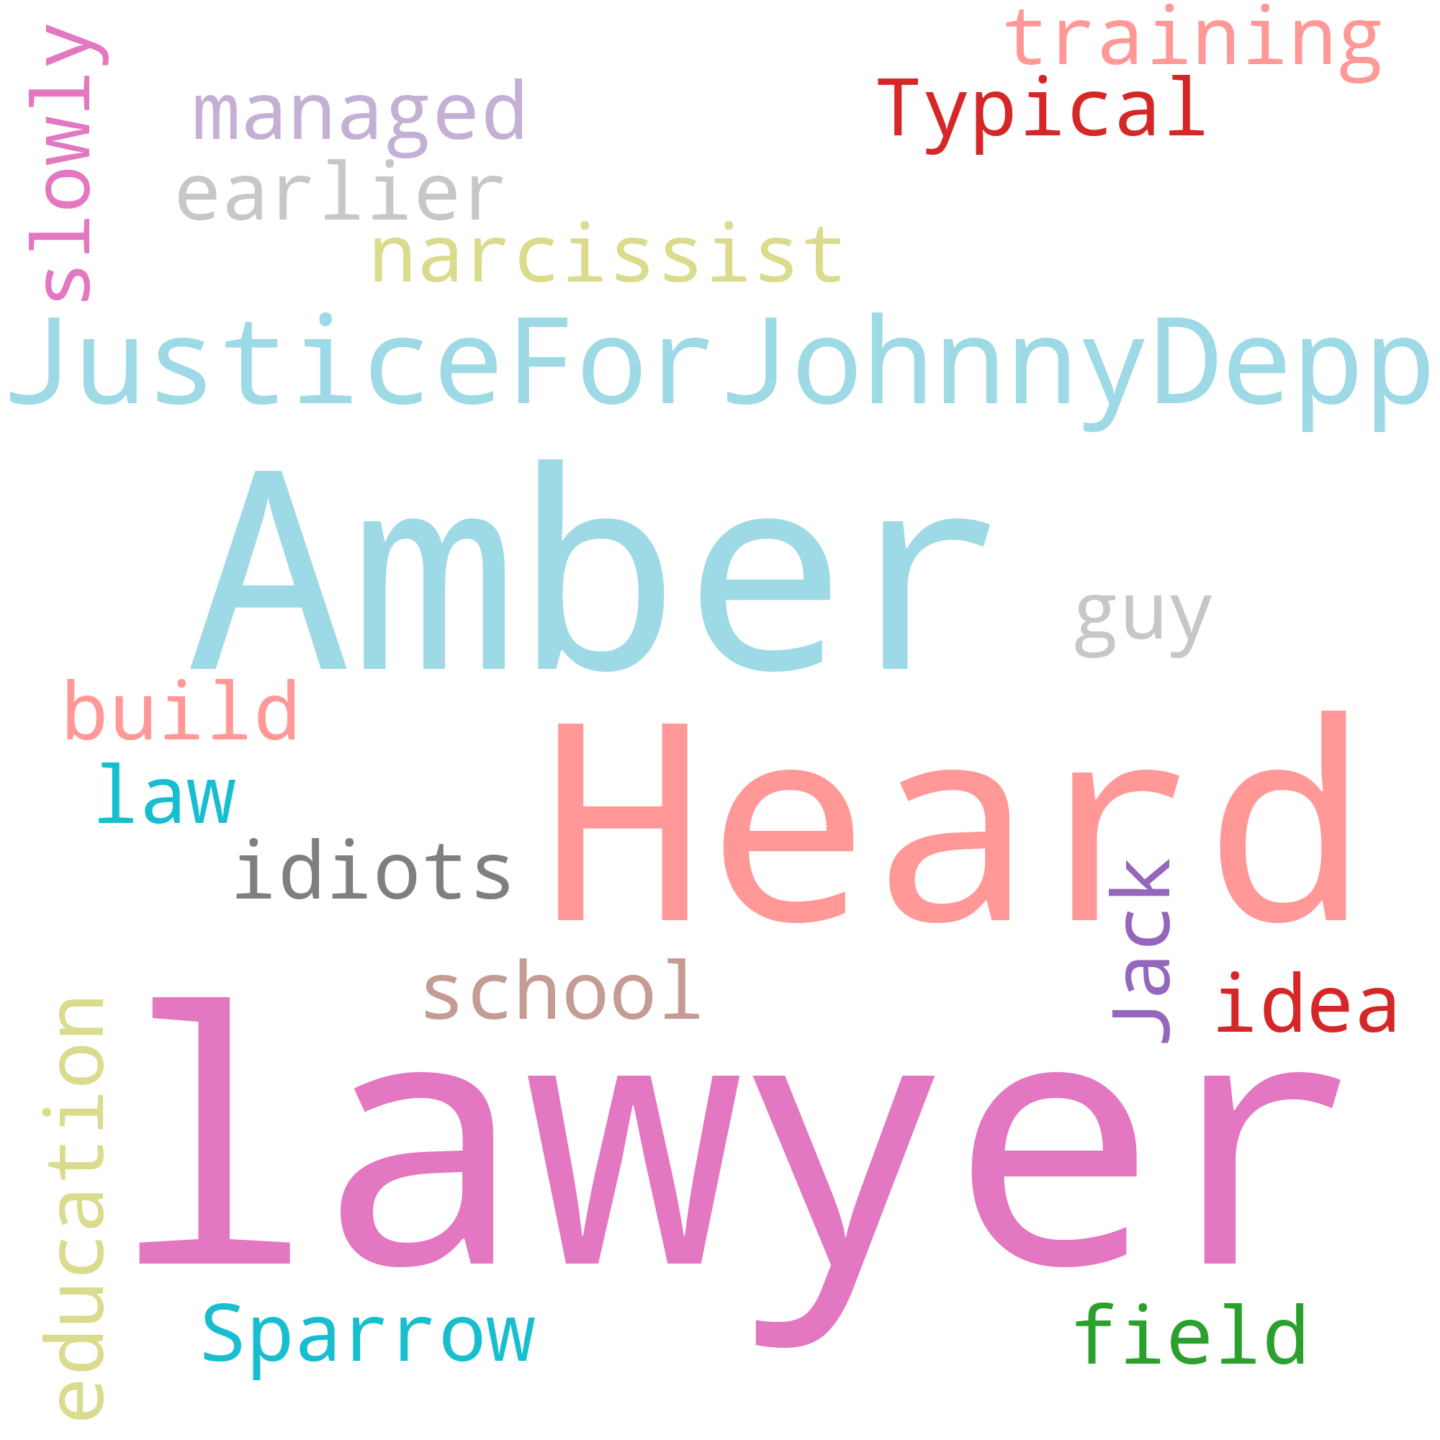 training
Typical
slowly
managed
earlier
narcissist
JusticeForJohnnyDepp
Amber
guy
build
Heard
law
idiots
Jack
school
idea
education
lawyer
Sparrow
field